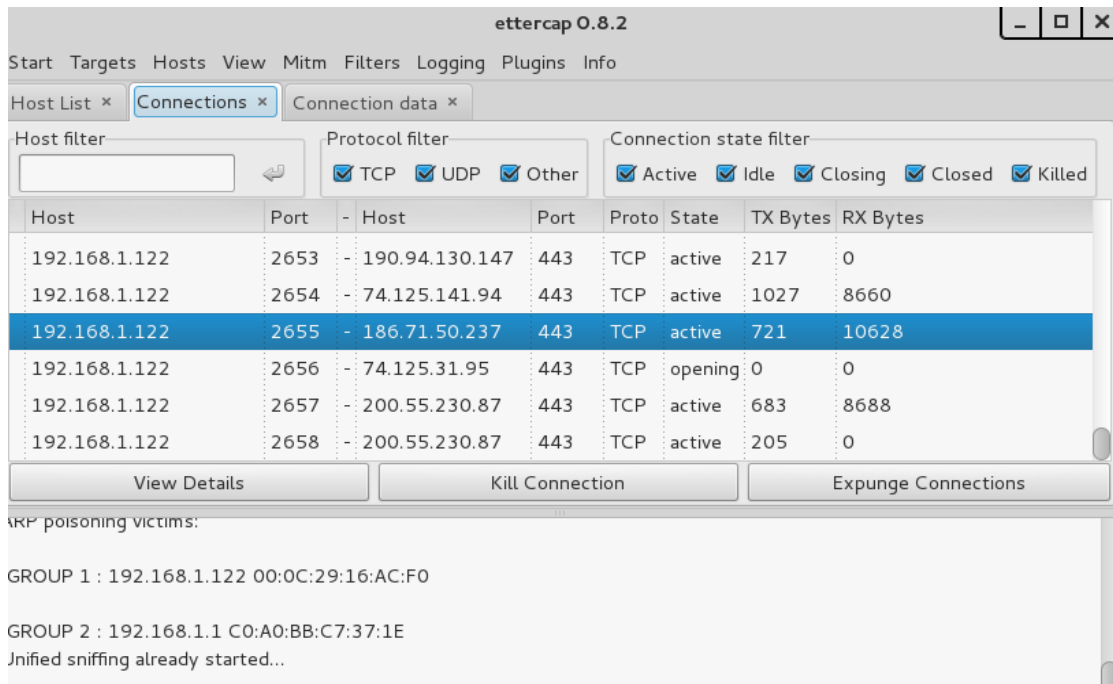 ettercap 0.8.2
Start Targets Hosts View Mitm Filters Logging Plugins Info
Host List × Connections × Connection data ×
Host filter Protocol filter Connection state filter
TCP UDP Other Active Idle Closing Closed Killed
Host Port - Host Port Proto State TX Bytes RX Bytes
192.168.1.122 2653 - 190.94.130.147 443 TCP active 217 0
192.168.1.122 2654 - 74.125.141.94 443 TCP active 1027 8660
192.168.1.122 2655 - 186.71.50.237 443 TCP active 721 10628
192.168.1.122 2656 - 74.125.31.95 443 TCP opening 0 0
192.168.1.122 2657 - 200.55.230.87 443 TCP active 683 8688
192.168.1.122 2658 - 200.55.230.87 443 TCP active 205 0
View Details Kill Connection Expunge Connections
ARP poisoning victims:
GROUP 1 : 192.168.1.122 00:0C:29:16:AC:F0
GROUP 2 : 192.168.1.1 C0:A0:BB:C7:37:1E
Unified sniffing already started...